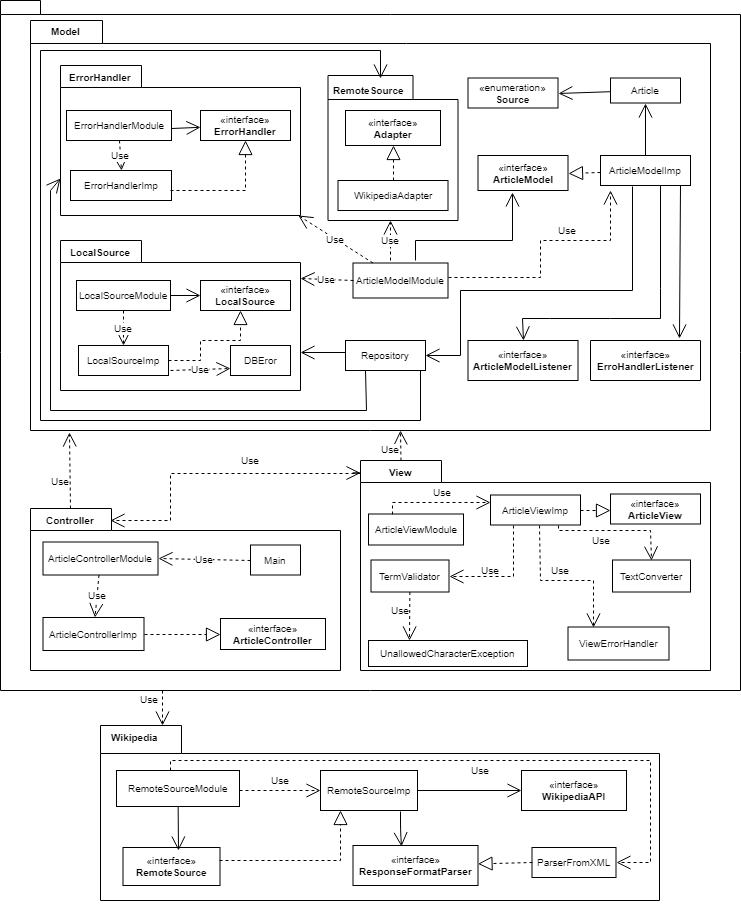 Model
ErrorHandler
ErrorHandlerModule
«interface»
ErrorHandler
Use
ErrorHandlerImp
RemoteSource
«interface»
Adapter
WikipediaAdapter
«enumeration»
Source
Article
«interface»
ArticleModel
ArticleModelImp
Use
Use
Use
LocalSource
LocalSourceModule
«interface»
LocalSource
Use
LocalSourceImp
Use
DBEror
Use
ArticleModelModule
Repository
«interface»
ArticleModelListener
«interface»
ErroHandlerListener
Use
Use
Use
Controller
ArticleControllerModule
Use
Main
Use
ArticleControllerImp
«interface»
ArticleController
View
Use
ArticleViewModule
ArticleViewImp
«interface»
ArticleView
Use
TermValidator
Use
Use
TextConverter
Use
UnallowedCharacterException
ViewErrorHandler
Use
Wikipedia
RemoteSourceModule
Use
RemoteSourceImp
Use
«interface»
WikipediaAPI
«interface»
RemoteSource
«interface»
ResponseFormatParser
ParserFromXML